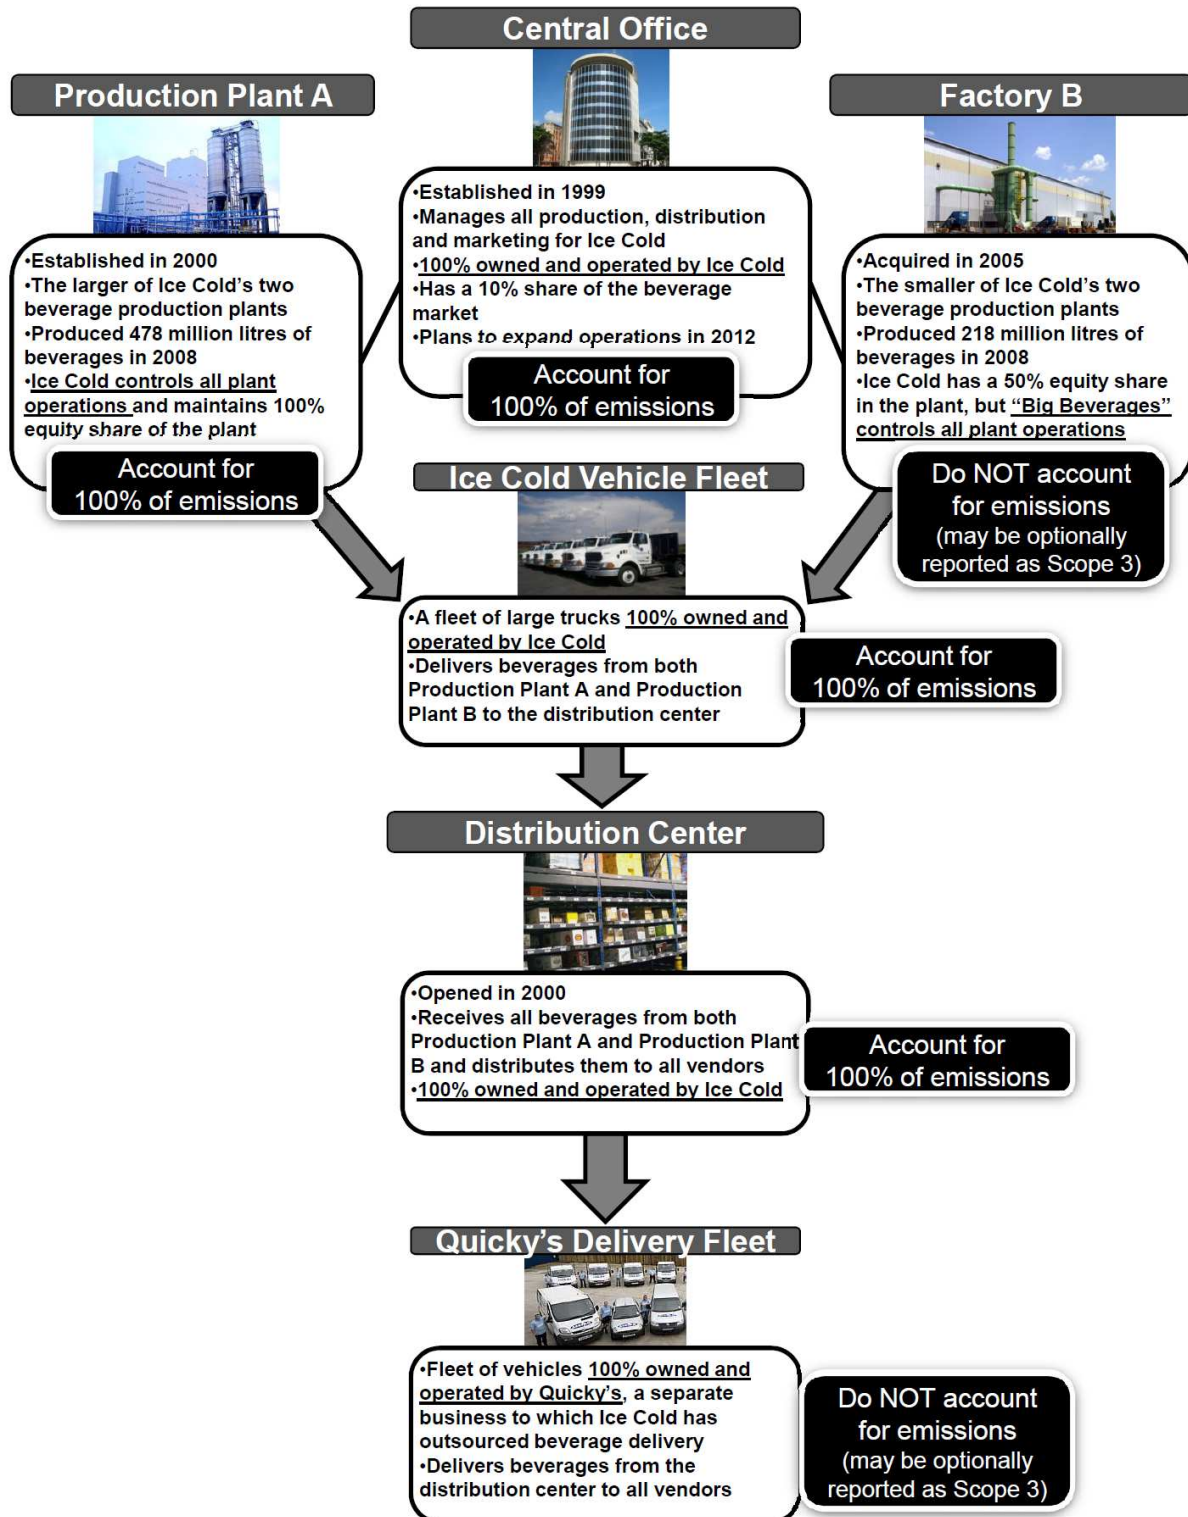 Central Office
•Established in 1999
•Manages all production, distribution
and marketing for Ice Cold
•100% owned and operated by Ice Cold
•Has a 10% share of the beverage
market
•Plans to expand operations in 2012
Account for
100% of emissions
Production Plant A
•Established in 2000
•The larger of Ice Cold's two
beverage production plants
•Produced 478 million litres of
beverages in 2008
•Ice Cold controls all plant
operations and maintains 100%
equity share of the plant
Account for
100% of emissions
Factory B
•Acquired in 2005
•The smaller of Ice Cold's two
beverage production plants
•Produced 218 million litres of
beverages in 2008
•Ice Cold has a 50% equity share
in the plant, but “Big Beverages”
controls all plant operations
Do NOT account
for emissions
(may be optionally
reported as Scope 3)
Ice Cold Vehicle Fleet
•A fleet of large trucks 100% owned and
operated by Ice Cold
•Delivers beverages from both
Production Plant A and Production
Plant B to the distribution center
Account for
100% of emissions
Distribution Center
•Opened in 2000
•Receives all beverages from both
Production Plant A and Production Plant
B and distributes them to all vendors
•100% owned and operated by Ice Cold
Account for
100% of emissions
Quicky's Delivery Fleet
•Fleet of vehicles 100% owned and
operated by Quicky's, a separate
business to which Ice Cold has
outsourced beverage delivery
•Delivers beverages from the
distribution center to all vendors
Do NOT account
for emissions
(may be optionally
reported as Scope 3)